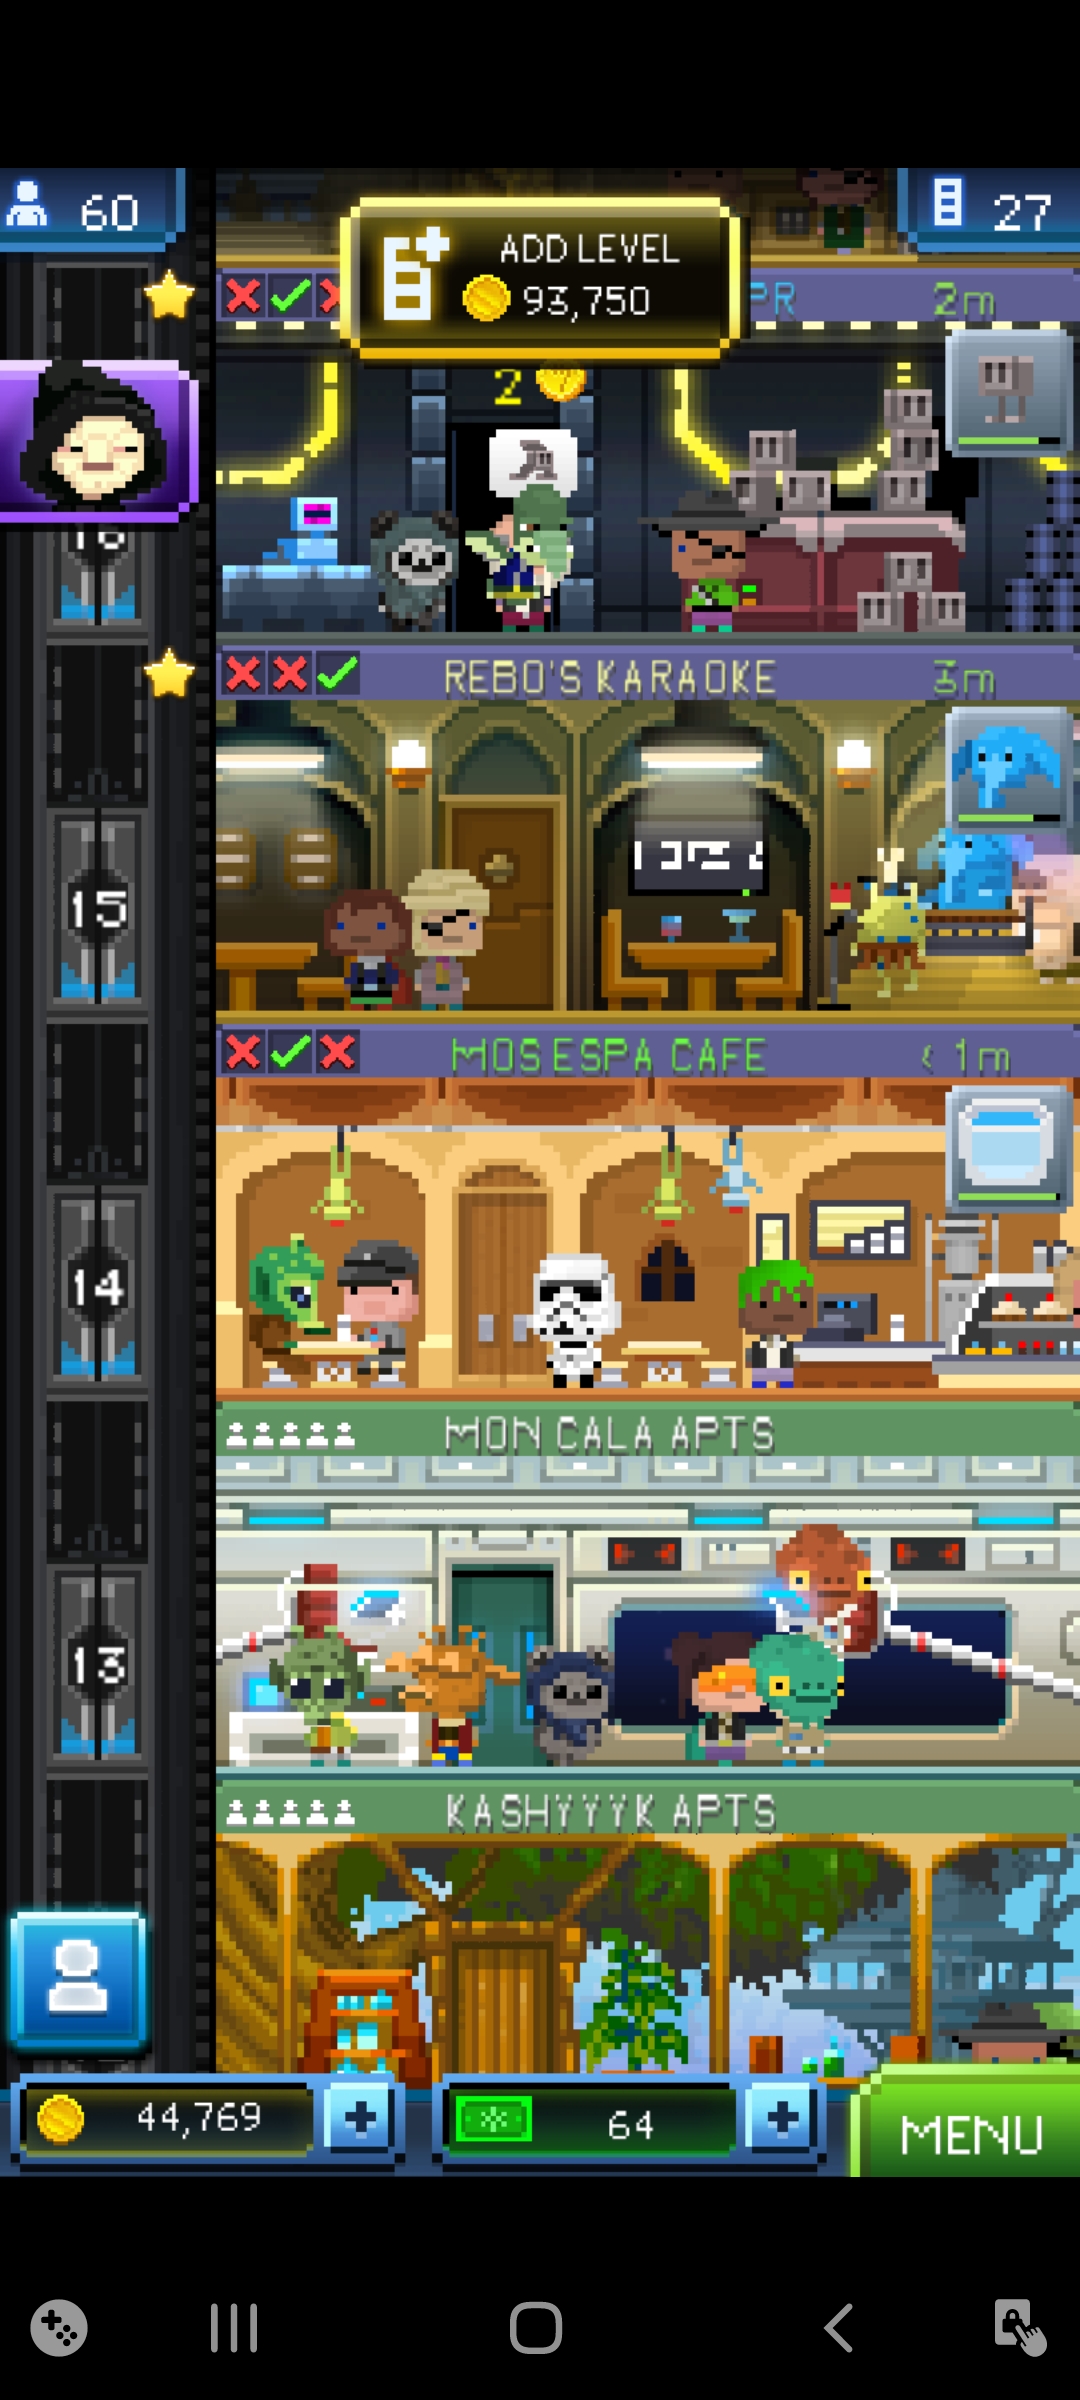 60
27
ADD LEVEL
93,750
PR
2m
2
16
REBO'S KARAOKE
3m
15
MOS ESPA CAFE
< 1m
14
MON CALA APTS
13
KASHYYYK APTS
44,769
64
MENU